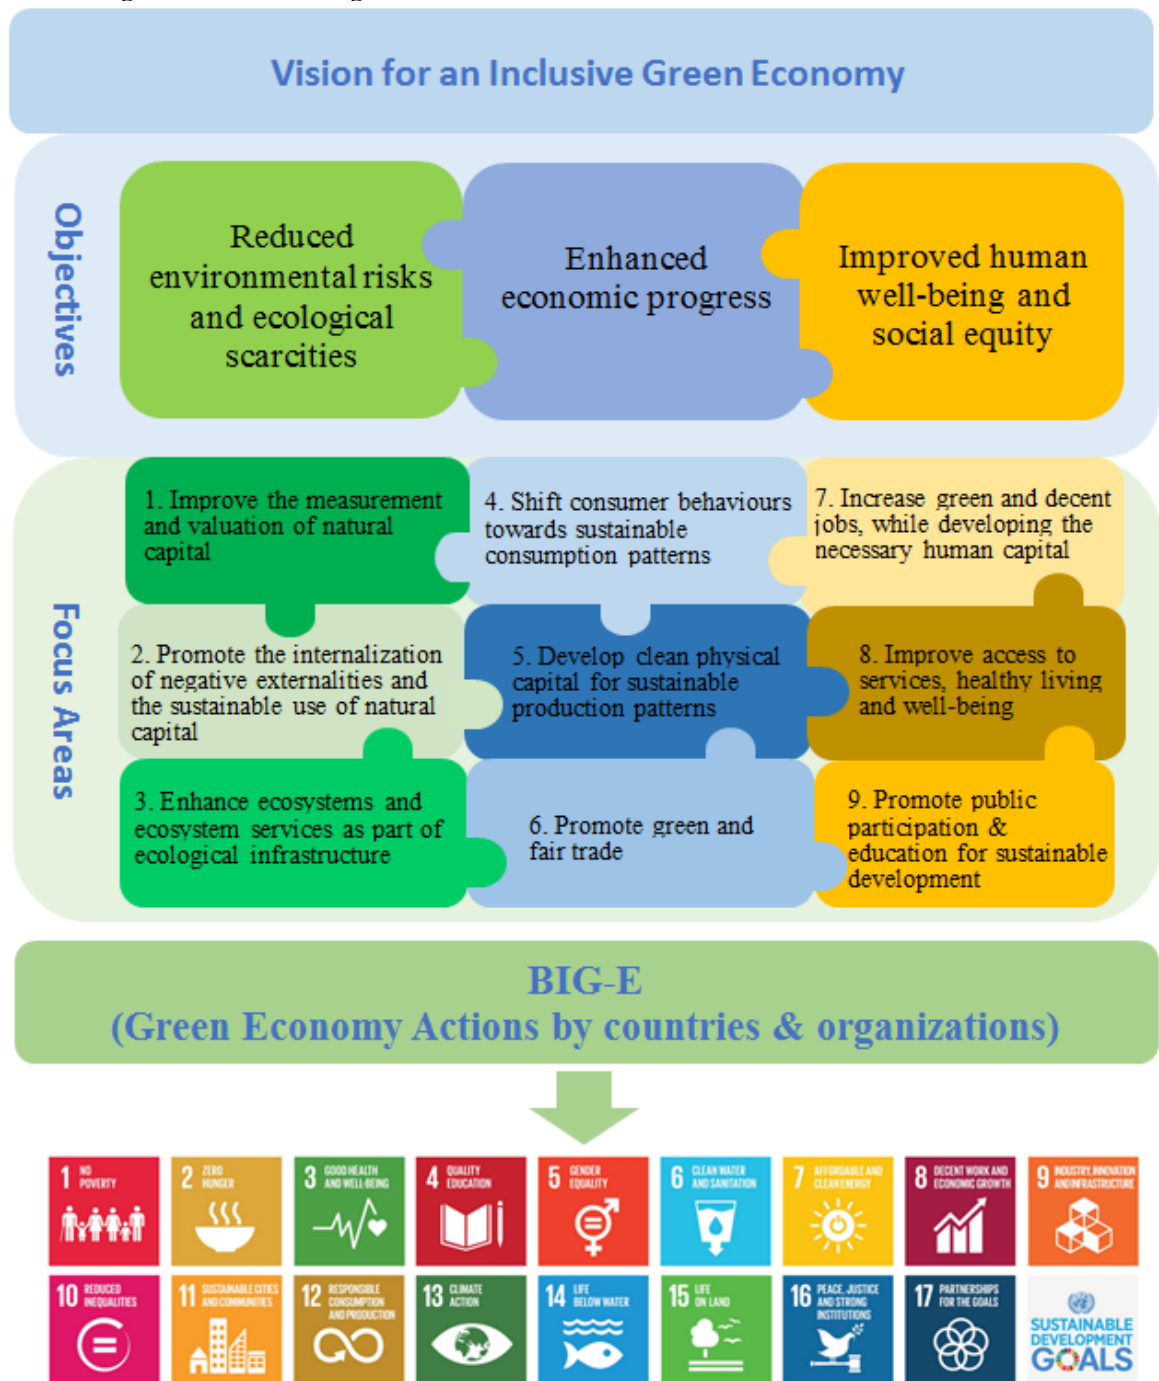 Vision for an Inclusive Green Economy
Objectives
Reduced
environmental risks
and ecological
scarcities
Enhanced
economic progress
Improved human
well-being and
social equity
Focus Areas
1. Improve the measurement
and valuation of natural
capital
2. Promote the internalization
of negative externalities and
the sustainable use of natural
capital
3. Enhance ecosystems and
ecosystem services as part of
ecological infrastructure
4. Shift consumer behaviours
towards sustainable
consumption patterns
5. Develop clean physical
capital for sustainable
production patterns
6. Promote green and
fair trade
7. Increase green and decent
jobs, while developing the
necessary human capital
8. Improve access to
services, healthy living
and well-being
9. Promote public
participation &
education for sustainable
development
BIG-E
(Green Economy Actions by countries & organizations)
1 NO
POVERTY
2 ZERO
HUNGER
3 GOOD HEALTH
AND WELL-BEING
4 QUALITY
EDUCATION
5 GENDER
EQUALITY
6 CLEAN WATER
AND SANITATION
7 AFFORDABLE AND
CLEAN ENERGY
8 DECENT WORK AND
ECONOMIC GROWTH
9 INDUSTRY, INNOVATION
AND INFRASTRUCTURE
10 REDUCED
INEQUALITIES
11 SUSTAINABLE CITIES
AND COMMUNITIES
12 RESPONSIBLE
CONSUMPTION
AND PRODUCTION
13 CLIMATE
ACTION
14 LIFE
BELOW WATER
15 LIFE
ON LAND
16 PEACE, JUSTICE
AND STRONG
INSTITUTIONS
17 PARTNERSHIPS
FOR THE GOALS
SUSTAINABLE
DEVELOPMENT
GOALS